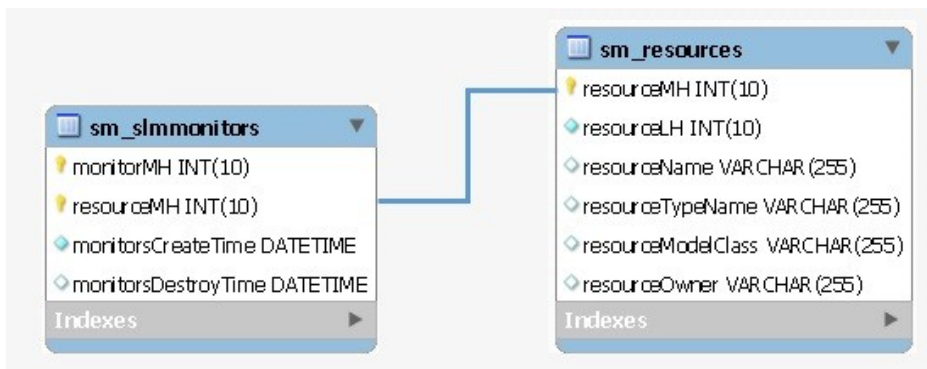 sm_slmmonitors
monitorMH INT(10)
resourceMH INT(10)
monitorsCreateTime DATETIME
monitorsDestroyTime DATETIME
Indexes
sm_resources
resourceMH INT(10)
resourceLH INT(10)
resourceName VARCHAR(255)
resourceTypeName VARCHAR(255)
resourceModelClass VARCHAR(255)
resourceOwner VARCHAR(255)
Indexes